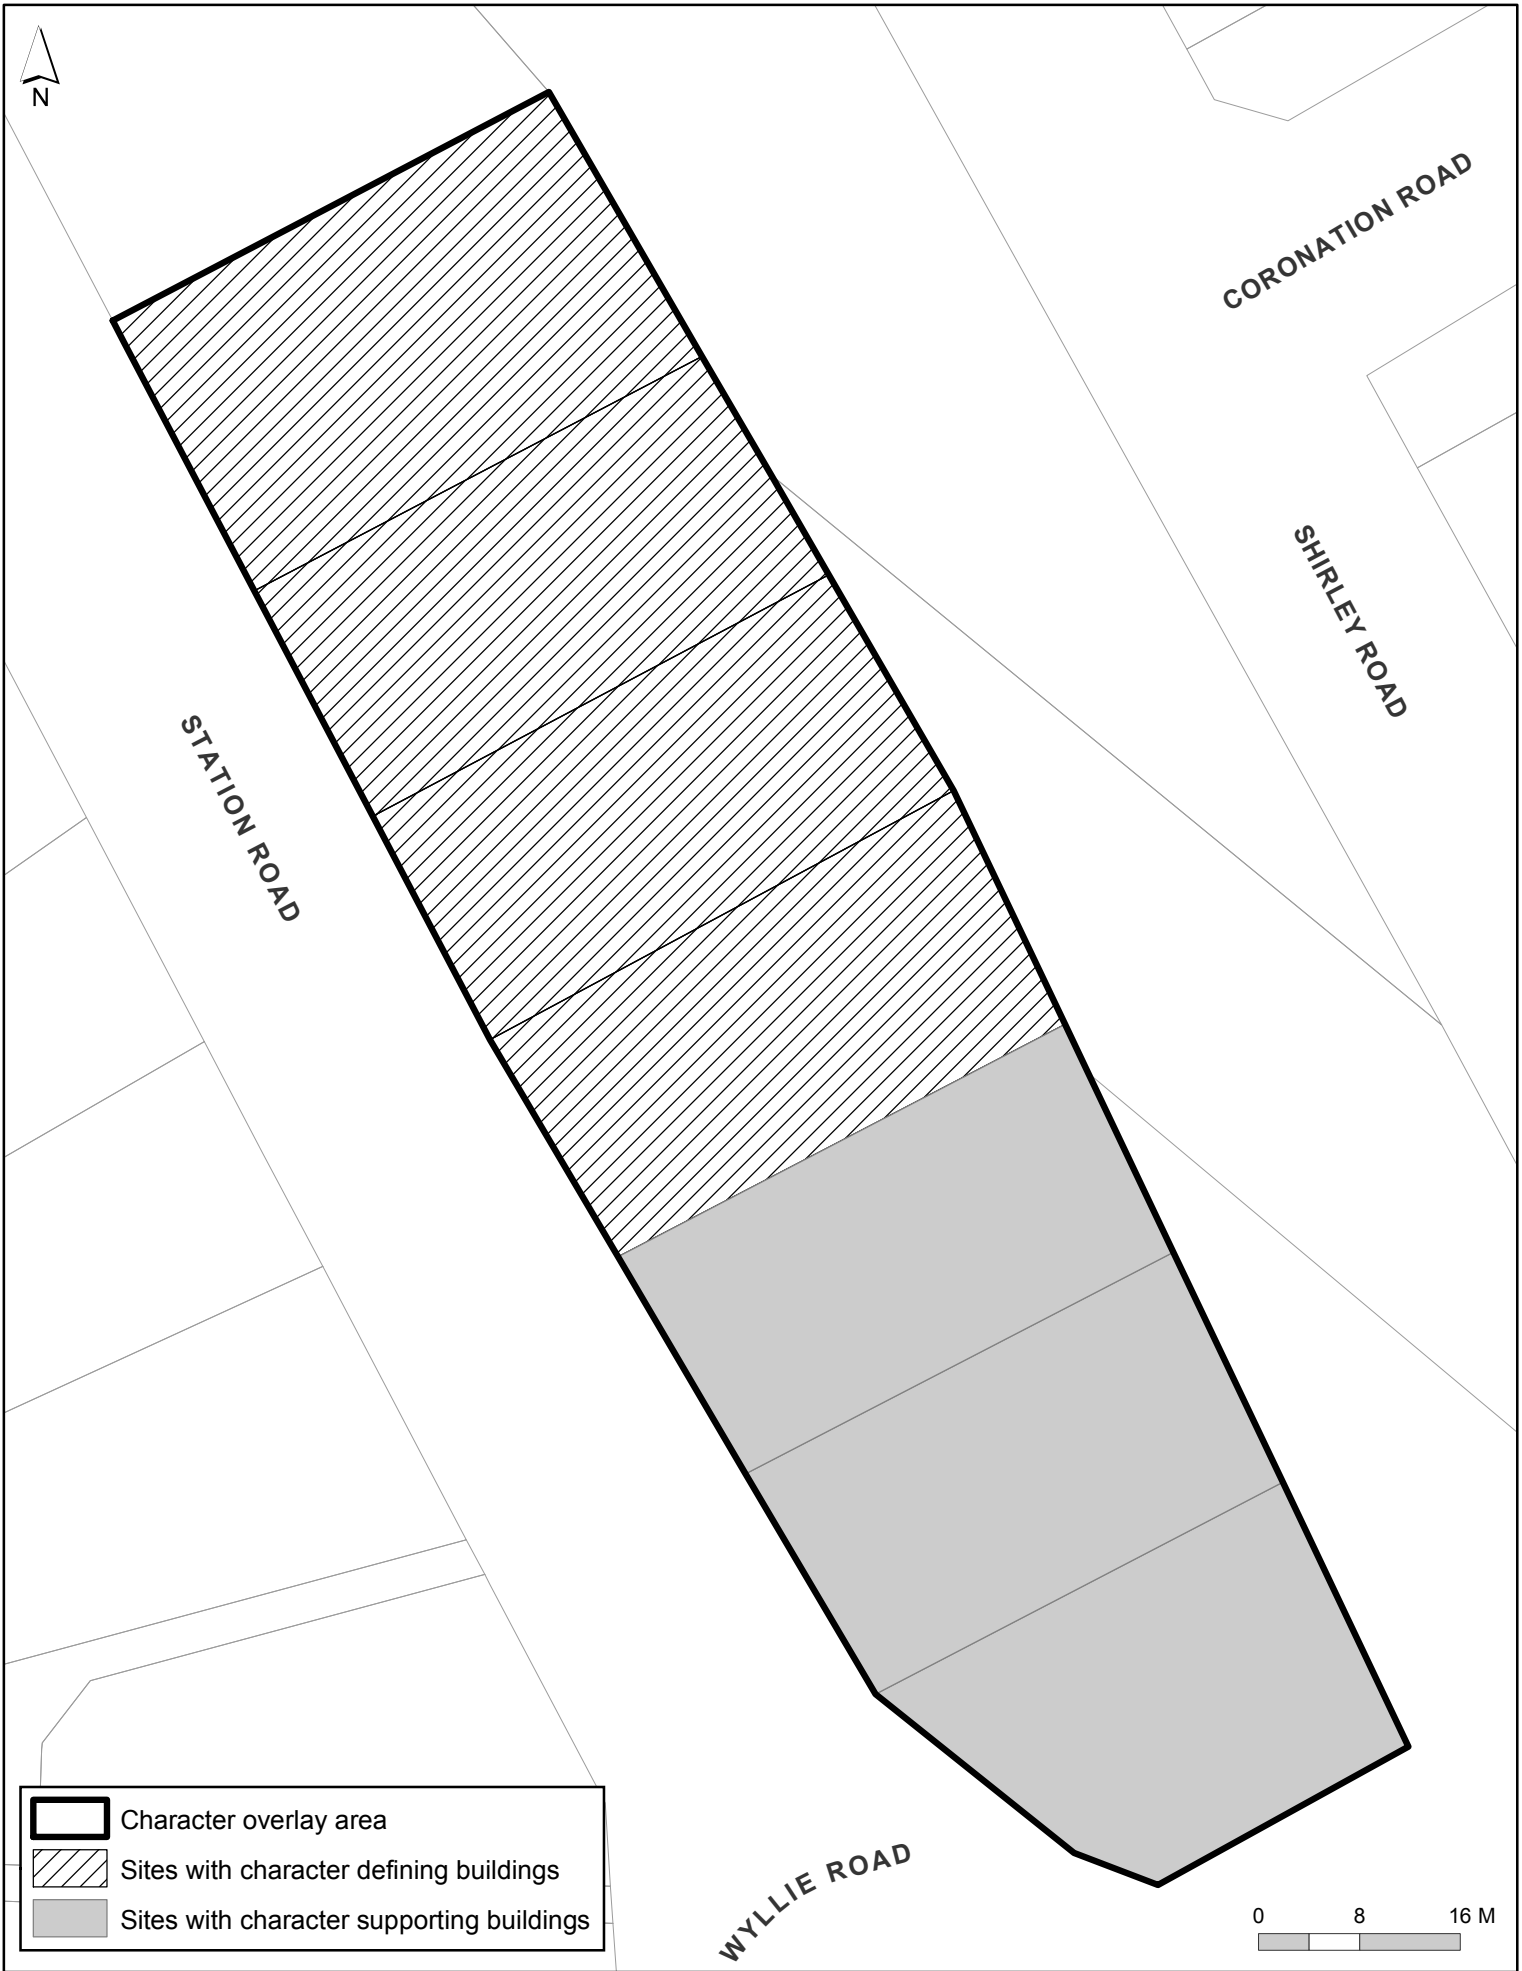 N
CORONATION ROAD
SHIRLEY ROAD
STATION ROAD
WYLLIE ROAD
Character overlay area
Sites with character defining buildings
Sites with character supporting buildings
0 8 16 M